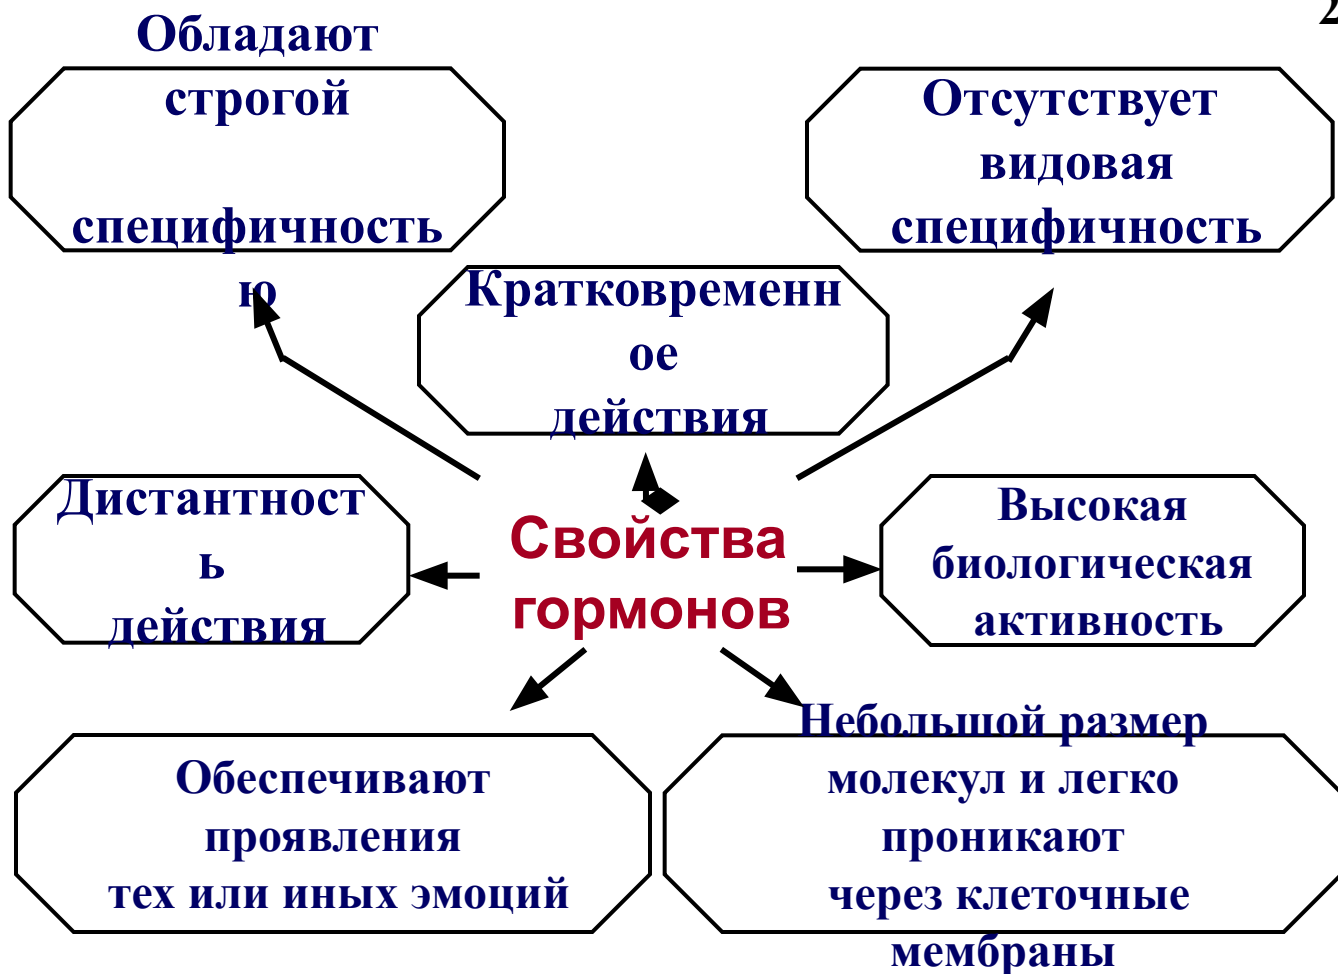 2
Обладают
строгой
специфичность
ю
Отсутствует
видовая
специфичность
Кратковременн
ое
действия
Дистантност
ь
действия
Свойства
гормонов
Высокая
биологическая
активность
Обеспечивают
проявления
тех или иных эмоций
Небольшой размер
молекул и легко
проникают
через клеточные
мембраны